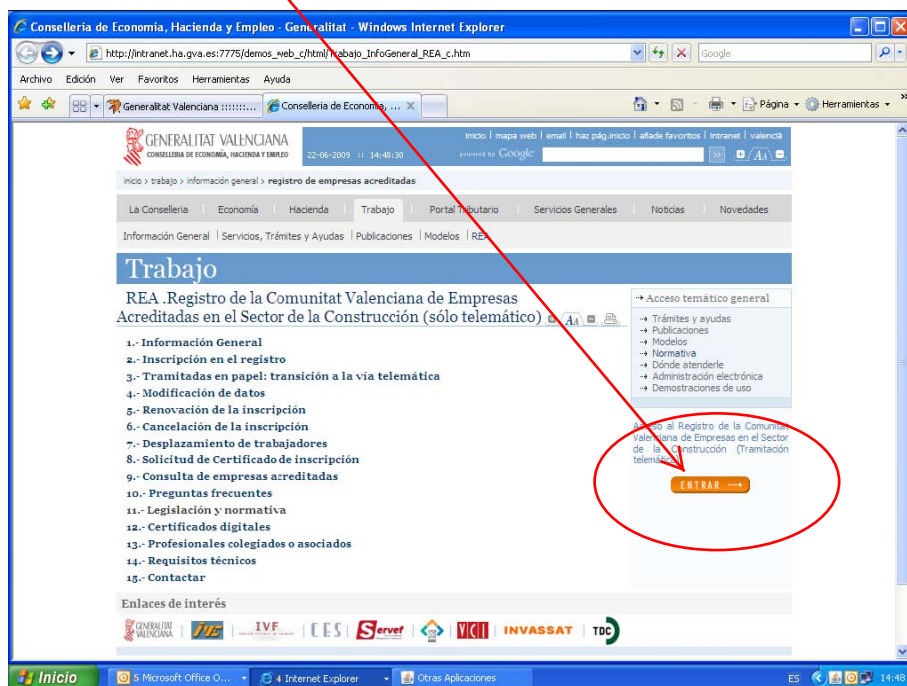 Conselleria de Economia, Hacienda y Empleo - Generalitat - Windows Internet Explorer
http://intranet.ha.gva.es:7775/demos_web_c/html/Trabajo_InfoGeneral_REA_c.htm
Google
Archivo Edición Ver Favoritos Herramientas Ayuda
Generalitat Valenciana :::::::... Conselleria de Economía, ... X Página Herramientas
GENERALITAT VALENCIANA
CONSELLERIA DE ECONOMÍA, HACIENDA Y EMPLEO
22-06-2009 :: 14:48:30
inicio | mapa web | email | haz pág.inicio | añade favoritos | intranet | valencià
powered by Google
inicio > trabajo > información general > registro de empresas acreditadas
La Conselleria | Economía | Hacienda | Trabajo | Portal Tributario | Servicios Generales | Noticias | Novedades
Información General | Servicios, Trámites y Ayudas | Publicaciones | Modelos | REA
Trabajo
REA .Registro de la Comunitat Valenciana de Empresas
Acreditadas en el Sector de la Construcción (sólo telemático)
1.- Información General
2.- Inscripción en el registro
3.- Tramitadas en papel: transición a la vía telemática
4.- Modificación de datos
5.- Renovación de la inscripción
6.- Cancelación de la inscripción
7.- Desplazamiento de trabajadores
8.- Solicitud de Certificado de inscripción
9.- Consulta de empresas acreditadas
10.- Preguntas frecuentes
11.- Legislación y normativa
12.- Certificados digitales
13.- Profesionales colegiados o asociados
14.- Requisitos técnicos
15.- Contactar
Acceso temático general
Trámites y ayudas
Publicaciones
Modelos
Normativa
Dónde atenderle
Administración electrónica
Demostraciones de uso
Acceso al Registro de la Comunitat
Valenciana de Empresas en el Sector
de la Construcción (Tramitación
telemática)
ENTRAR
Enlaces de interés
GENERALITAT VALENCIANA IVF CES Servef VCI INVASSAT TDC
Inicio 5 Microsoft Office O... 4 Internet Explorer Otras Aplicaciones ES 14:48